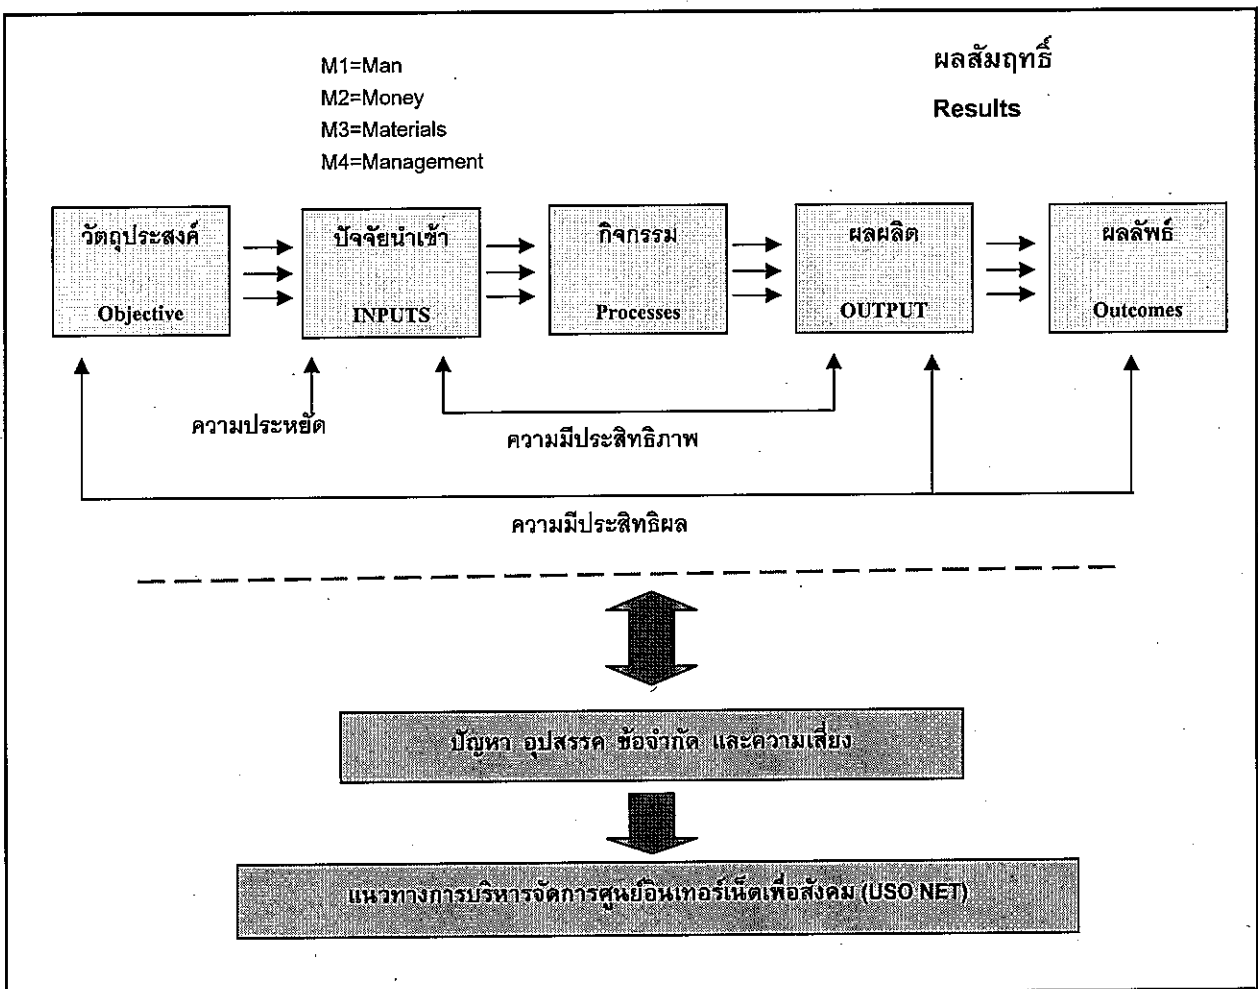 M1=Man
M2=Money
M3=Materials
M4=Management
ผลสัมฤทธิ์
Results
วัตถุประสงค์
Objective
ปัจจัยนำเข้า
INPUTS
กิจกรรม
Processes
ผลผลิต
OUTPUT
ผลลัพธ์
Outcomes
ความประหยัด
ความมีประสิทธิภาพ
ความมีประสิทธิผล
ปัญหา อุปสรรค ข้อจำกัด และความเสี่ยง
แนวทางการบริหารจัดการศูนย์อินเทอร์เน็ตเพื่อสังคม (USO NET)